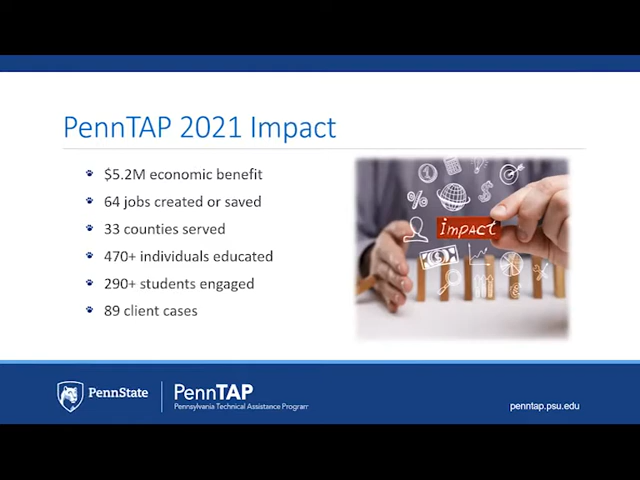 PennTAP 2021 Impact
$5.2M economic benefit
64 jobs created or saved
33 counties served
470+ individuals educated
290+ students engaged
89 client cases
impact
PennState
PennTAP
Pennsylvania Technical Assistance Program
penntap.psu.edu